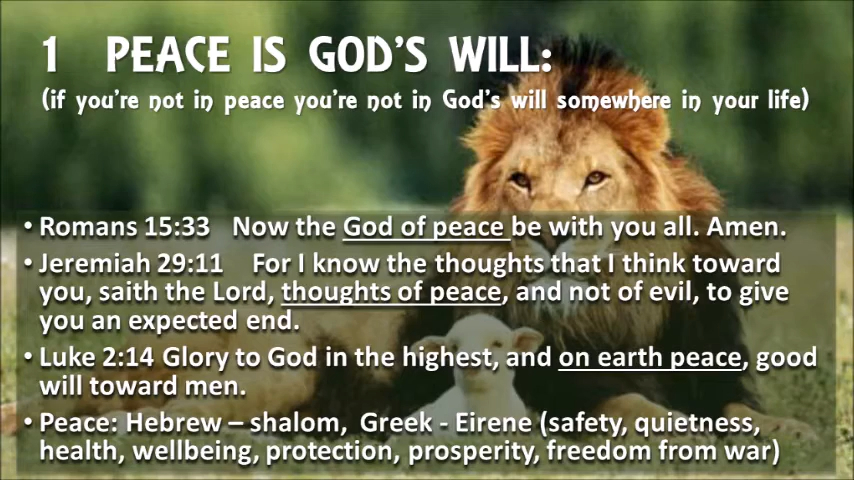 1 PEACE IS GOD'S WILL:
(if you're not in peace you're not in God's will somewhere in your life)
• Romans 15:33 Now the God of peace be with you all. Amen.
• Jeremiah 29:11 For I know the thoughts that I think toward
you, saith the Lord, thoughts of peace, and not of evil, to give
you an expected end.
• Luke 2:14 Glory to God in the highest, and on earth peace, good
will toward men.
• Peace: Hebrew – shalom, Greek - Eirene (safety, quietness,
health, wellbeing, protection, prosperity, freedom from war)